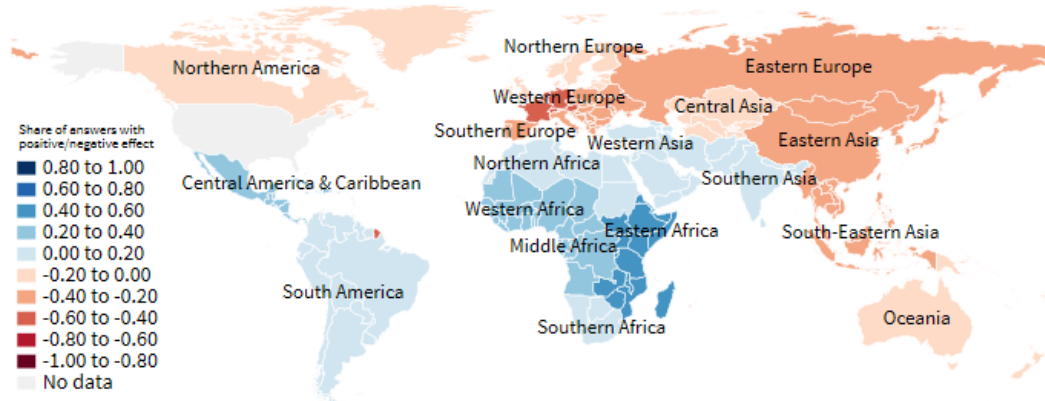 Northern Europe
Northern America
Eastern Europe
Western Europe
Central Asia
Southern Europe
Eastern Asia
Western Asia
Northern Africa
Southern Asia
Central America & Caribbean
Western Africa
Eastern Africa
South-Eastern Asia
Middle Africa
South America
Oceania
Southern Africa
Share of answers with
positive/negative effect
0.80 to 1.00
0.60 to 0.80
0.40 to 0.60
0.20 to 0.40
0.00 to 0.20
-0.20 to 0.00
-0.40 to -0.20
-0.60 to -0.40
-0.80 to -0.60
-1.00 to -0.80
No data